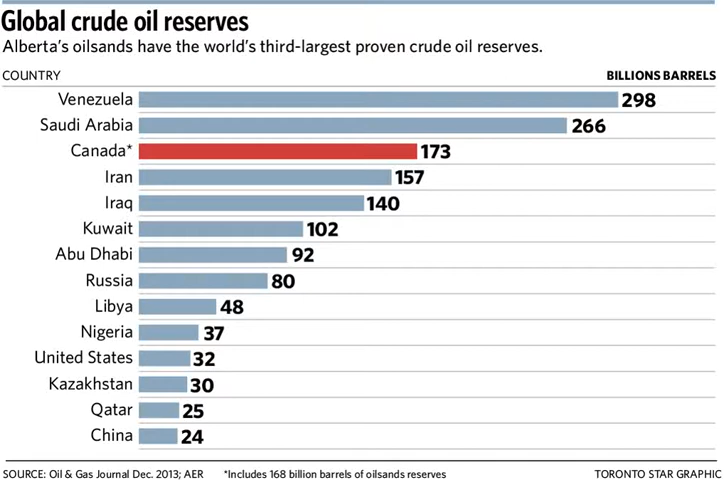 Global crude oil reserves
Alberta's oilsands have the world's third-largest proven crude oil reserves.
COUNTRY BILLIONS BARRELS
Venezuela 298
Saudi Arabia 266
Canada* 173
Iran 157
Iraq 140
Kuwait 102
Abu Dhabi 92
Russia 80
Libya 48
Nigeria 37
United States 32
Kazakhstan 30
Qatar 25
China 24
SOURCE: Oil & Gas Journal Dec. 2013; AER *Includes 168 billion barrels of oilsands reserves TORONTO STAR GRAPHIC